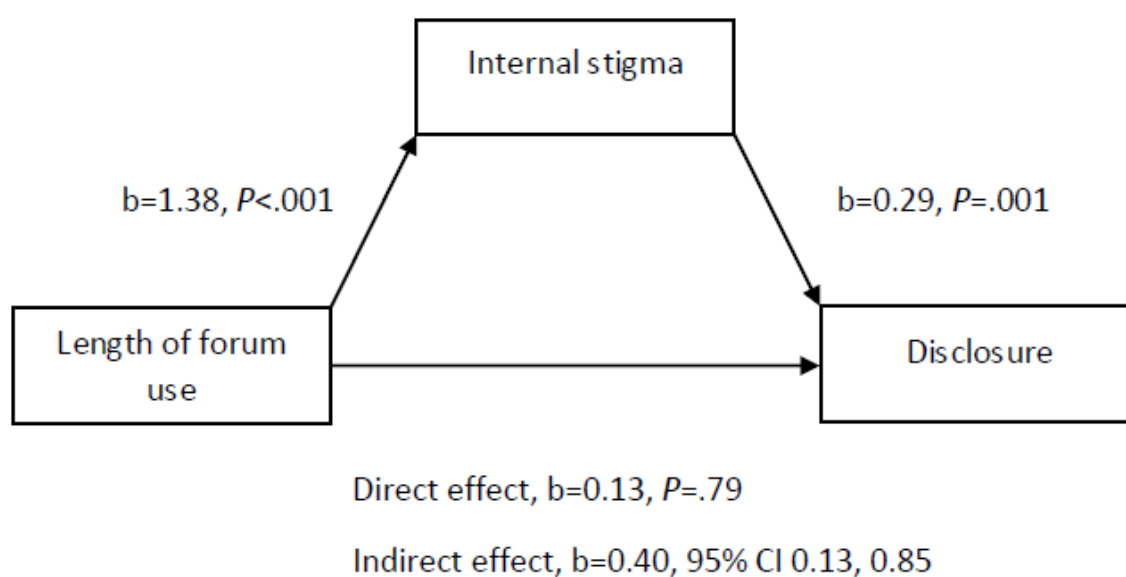 Internal stigma
b=1.38, P<.001
b=0.29, P=.001
Length of forum
use
Disclosure
Direct effect, b=0.13, P=.79
Indirect effect, b=0.40, 95% CI 0.13, 0.85